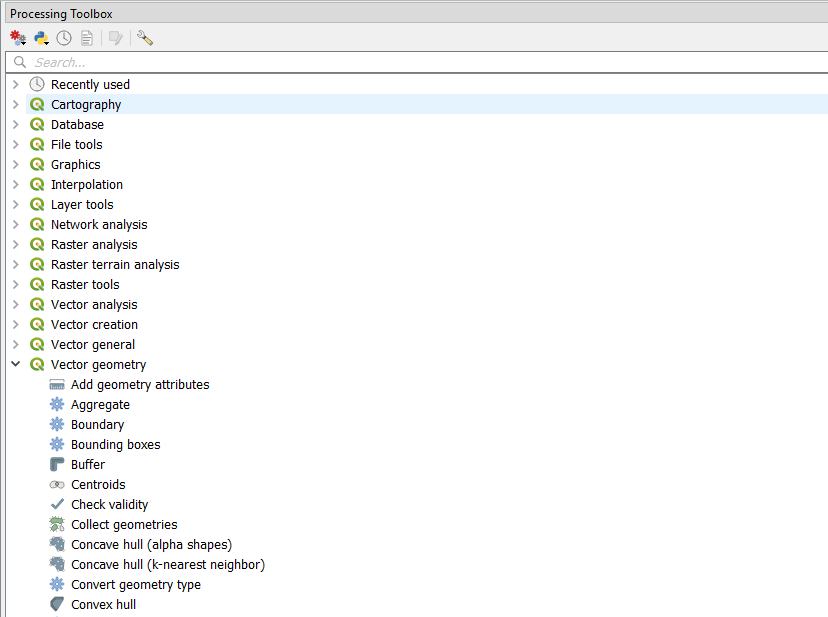 Processing Toolbox
Search...
Recently used
Cartography
Database
File tools
Graphics
Interpolation
Layer tools
Network analysis
Raster analysis
Raster terrain analysis
Raster tools
Vector analysis
Vector creation
Vector general
Vector geometry
Add geometry attributes
Aggregate
Boundary
Bounding boxes
Buffer
Centroids
Check validity
Collect geometries
Concave hull (alpha shapes)
Concave hull (k-nearest neighbor)
Convert geometry type
Convex hull